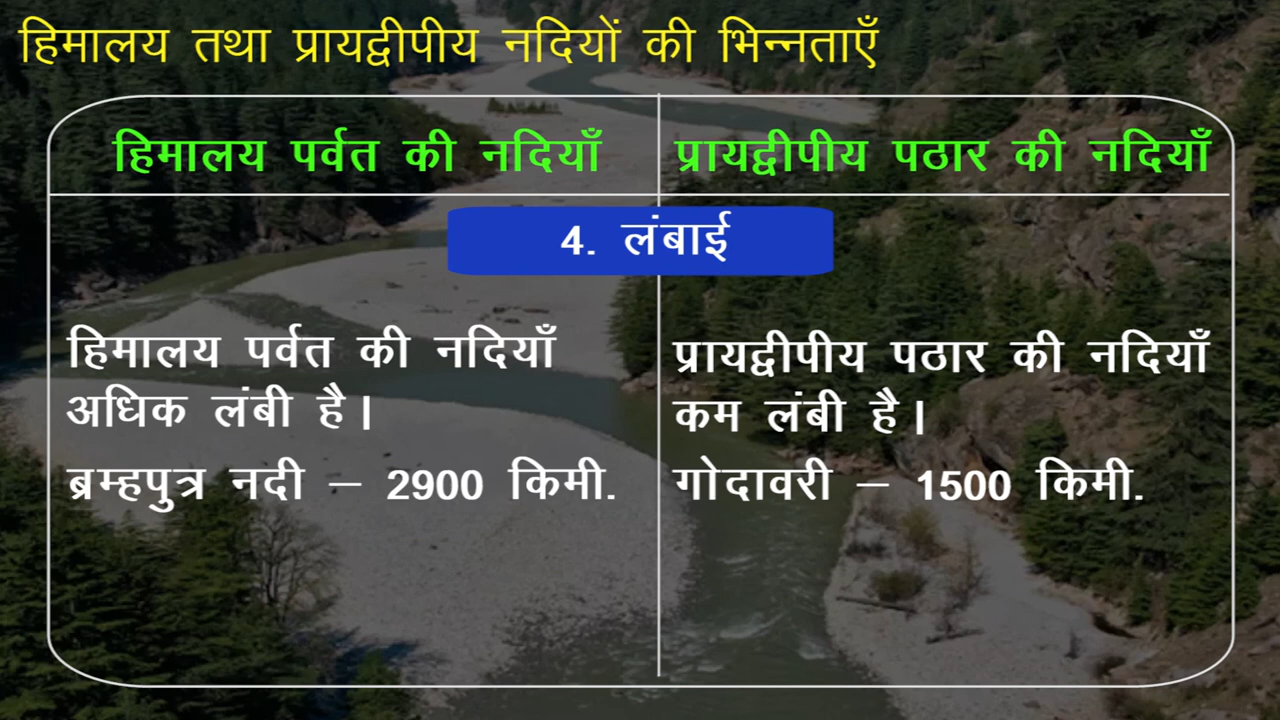 हिमालय तथा प्रायद्वीपीय नदियों की भिन्नताएँ
हिमालय पर्वत की नदियाँ
प्रायद्वीपीय पठार की नदियाँ
4. लंबाई
हिमालय पर्वत की नदियाँ
अधिक लंबी है।
ब्रम्हपुत्र नदी – 2900 किमी.
प्रायद्वीपीय पठार की नदियाँ
कम लंबी है।
गोदावरी – 1500 किमी.